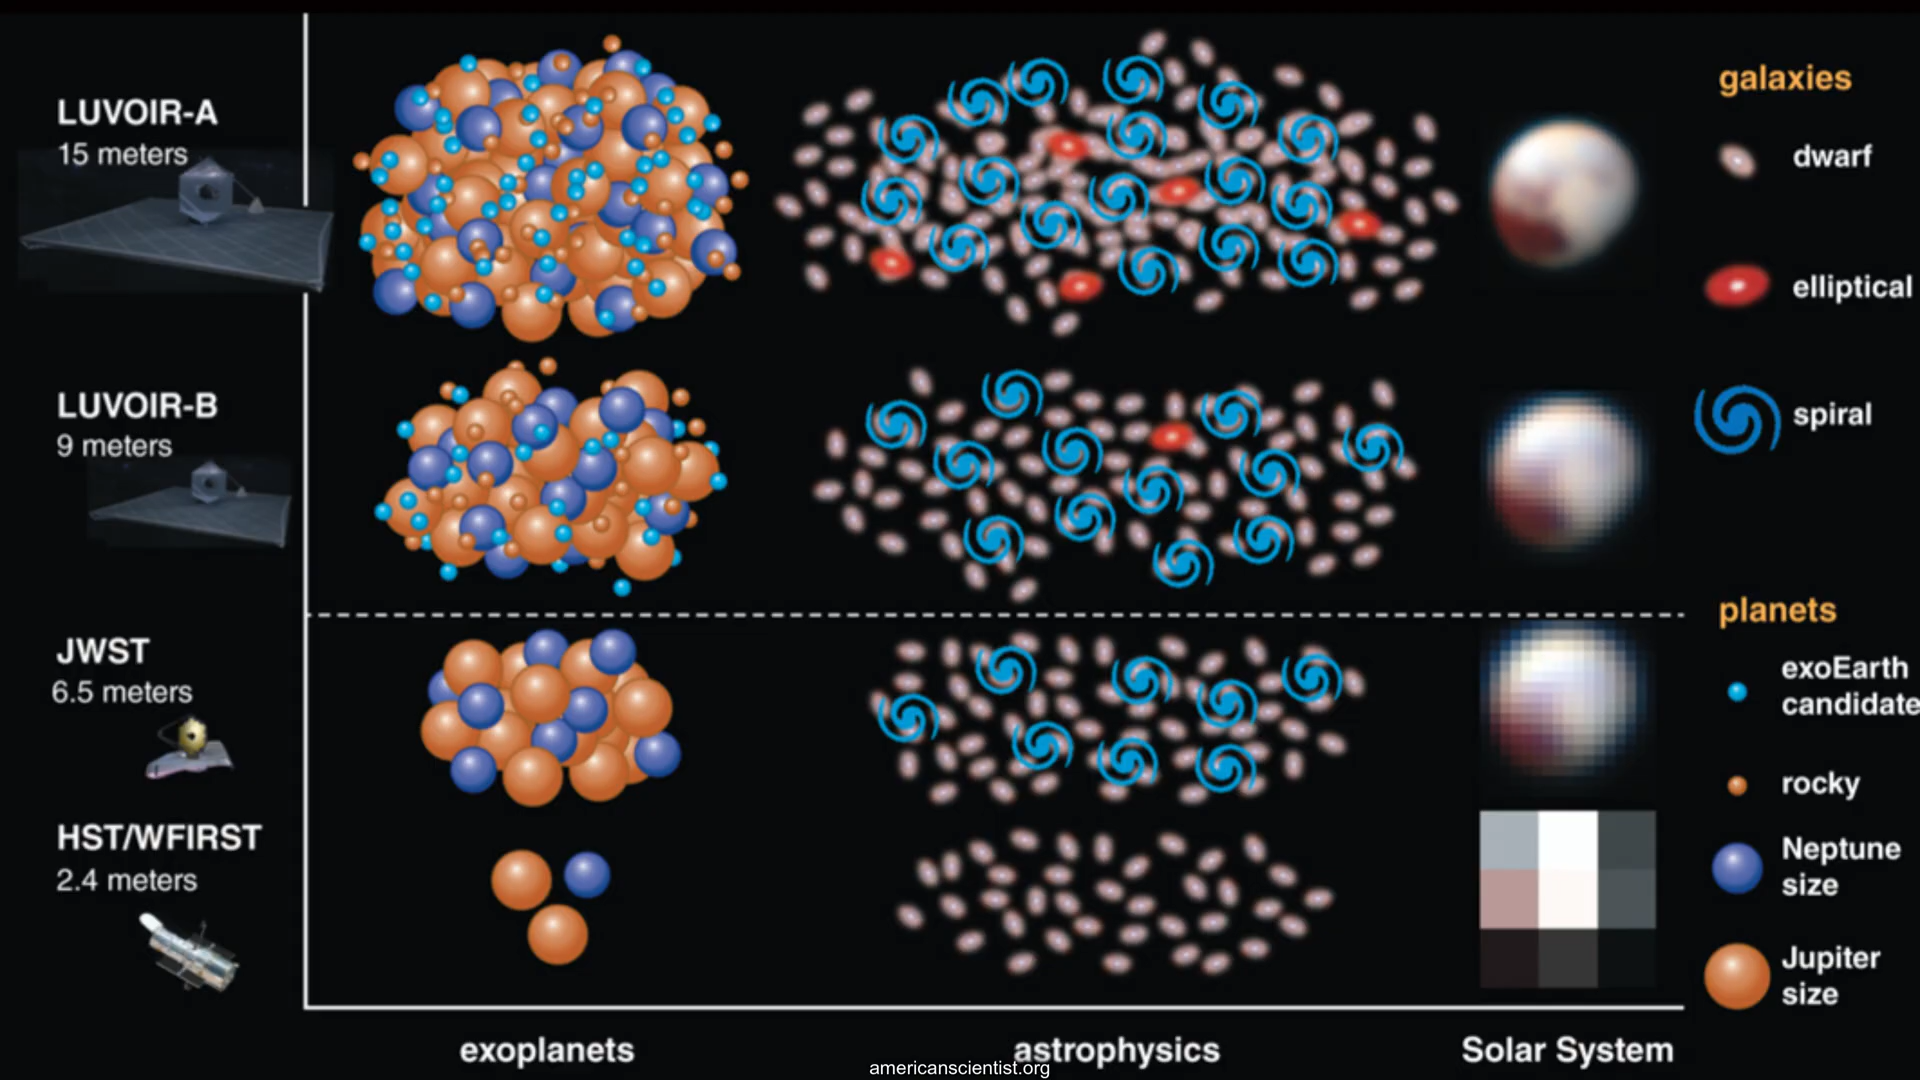 LUVOIR-A
15 meters
LUVOIR-B
9 meters
JWST
6.5 meters
HST/WFIRST
2.4 meters
galaxies
dwarf
elliptical
spiral
planets
exoEarth
candidate
rocky
Neptune
size
Jupiter
size
exoplanets
astrophysics
Solar System
americanscientist.org